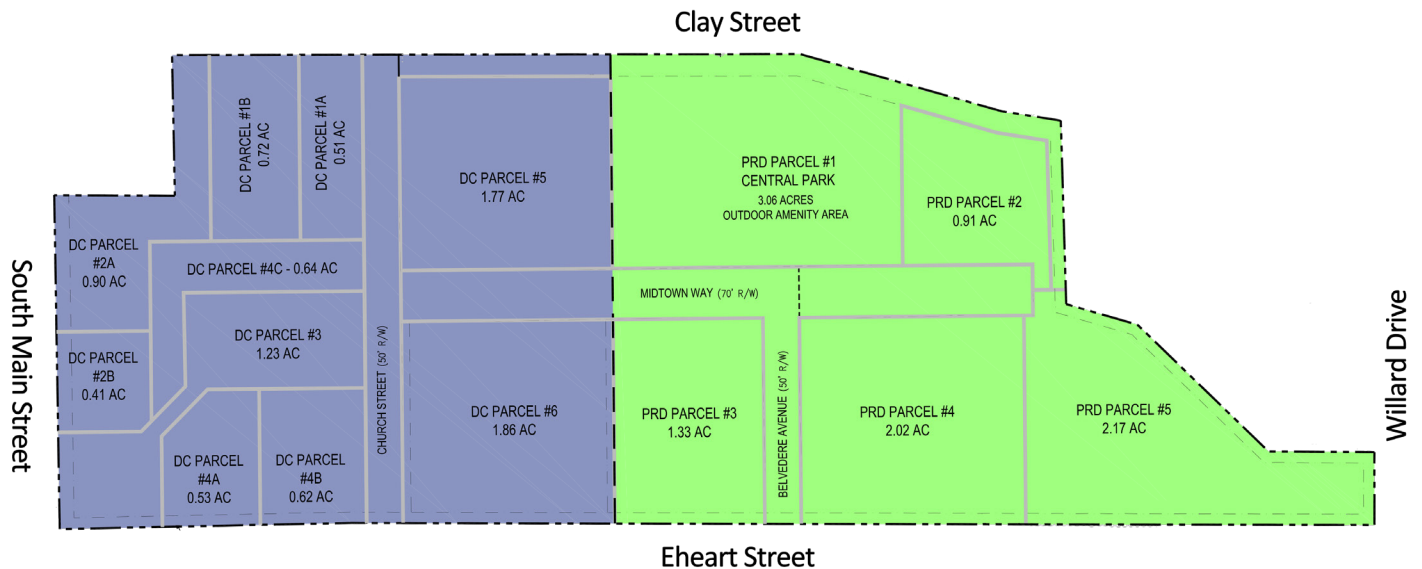 Clay Street
DC PARCEL #1B
0.72 AC
DC PARCEL #1A
0.51 AC
DC PARCEL #5
1.77 AC
PRD PARCEL #1
CENTRAL PARK
3.06 ACRES
OUTDOOR AMENITY AREA
PRD PARCEL #2
0.91 AC
DC PARCEL
#2A
0.90 AC
DC PARCEL #4C - 0.64 AC
MIDTOWN WAY (70' R/W)
South Main Street
DC PARCEL #3
1.23 AC
DC PARCEL
#2B
0.41 AC
CHURCH STREET (50' R/W)
DC PARCEL #6
1.86 AC
PRD PARCEL #3
1.33 AC
BELVEDERE AVENUE (50' R/W)
PRD PARCEL #4
2.02 AC
PRD PARCEL #5
2.17 AC
Willard Drive
DC PARCEL
#4A
0.53 AC
DC PARCEL
#4B
0.62 AC
Eheart Street